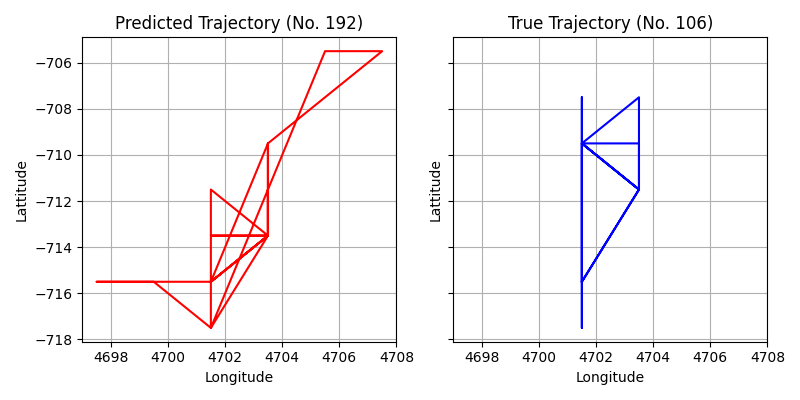 Predicted Trajectory (No. 192)
True Trajectory (No. 106)
−706
−708
−710
−712
−714
−716
−718
Lattitude
Lattitude
4698 4700 4702 4704 4706 4708
4698 4700 4702 4704 4706 4708
Longitude
Longitude